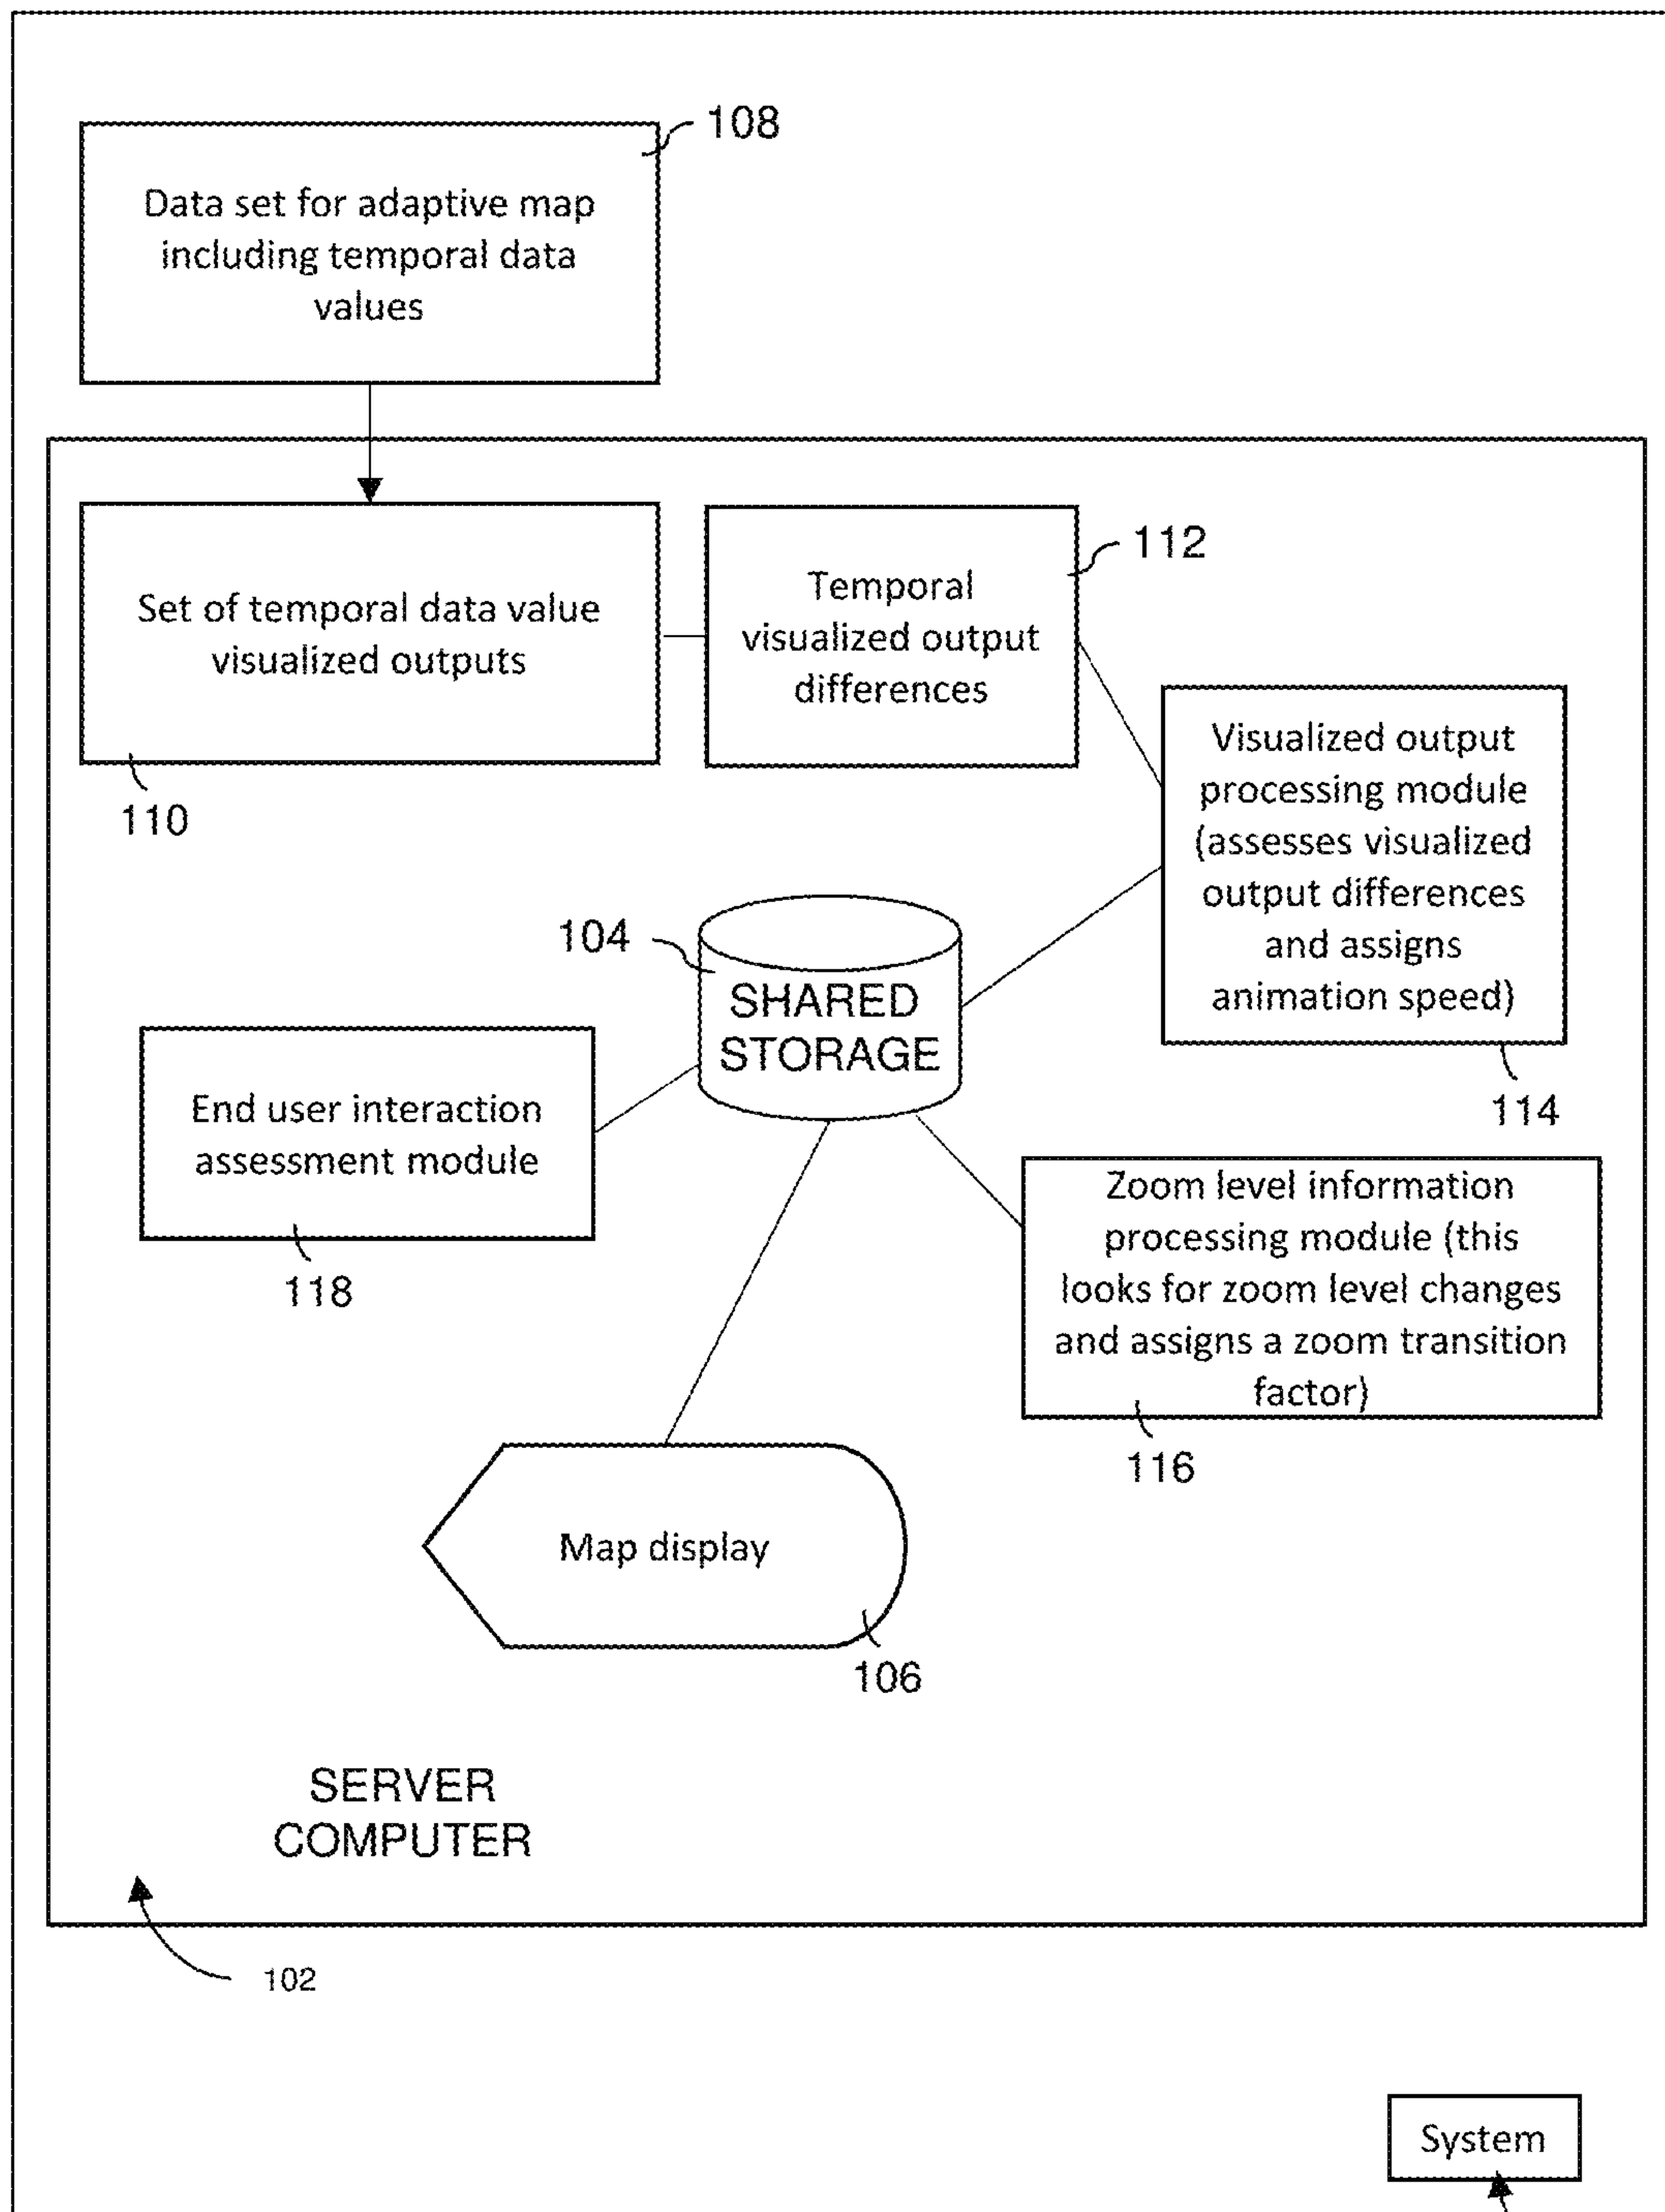 108
Data set for adaptive map
including temporal data
values
112
Temporal
visualized output
differences
Set of temporal data value
visualized outputs
110
Visualized output
processing module
(assesses visualized
output differences
and assigns
animation speed)
114
104
SHARED
STORAGE
End user interaction
assessment module
118
Zoom level information
processing module (this
looks for zoom level changes
and assigns a zoom transition
factor)
116
Map display
106
SERVER
COMPUTER
102
System